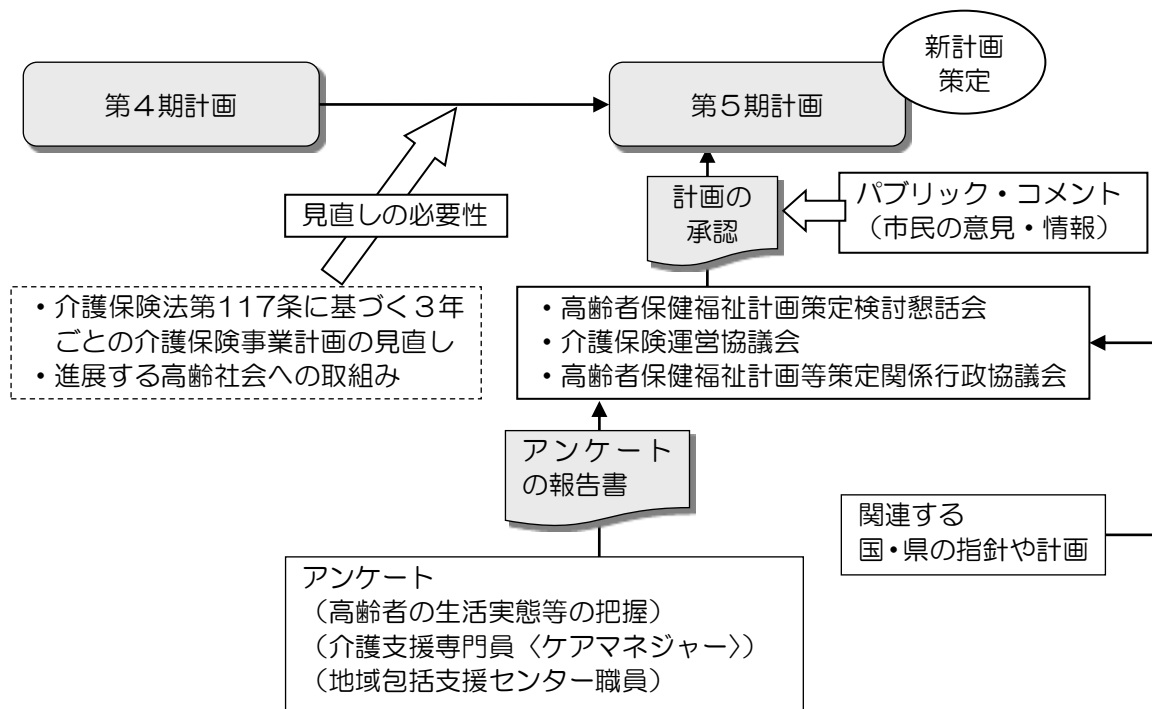 新計画
策定
第4期計画
第5期計画
見直しの必要性
計画の
承認
パブリック・コメント
（市民の意見・情報）
・介護保険法第117条に基づく3年
ごとの介護保険事業計画の見直し
・進展する高齢社会への取組み
・高齢者保健福祉計画策定検討懇話会
・介護保険運営協議会
・高齢者保健福祉計画等策定関係行政協議会
アンケート
の報告書
関連する
国・県の指針や計画
アンケート
（高齢者の生活実態等の把握）
（介護支援専門員〈ケアマネジャー〉）
（地域包括支援センター職員）